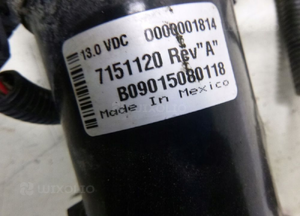 13.0 VDC 0000001814
7151120 Rev"A"
B09015080118
Made In Mexico